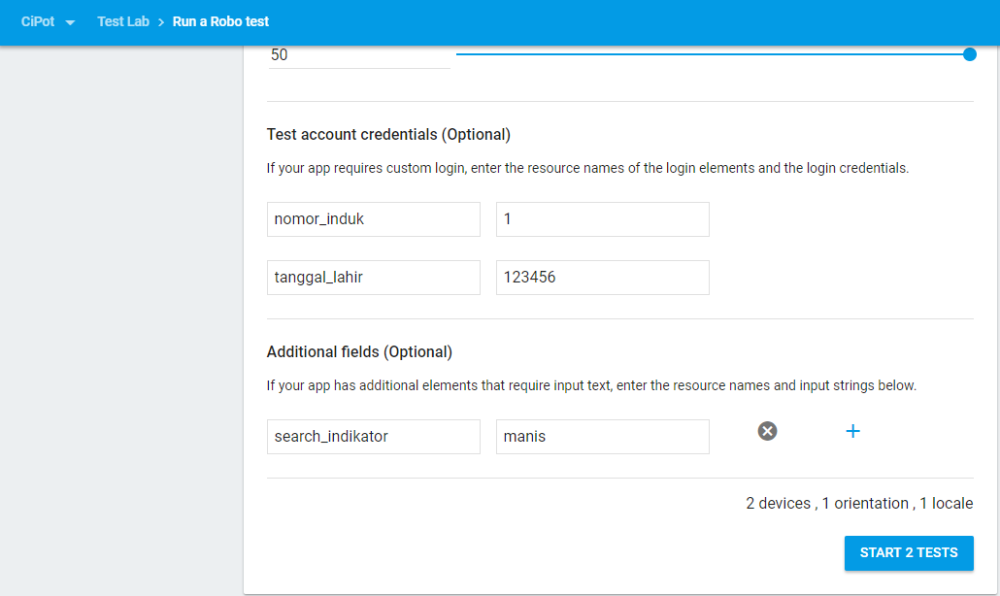 CiPot Test Lab > Run a Robo test
50
Test account credentials (Optional)
If your app requires custom login, enter the resource names of the login elements and the login credentials.
nomor_induk 1
tanggal_lahir 123456
Additional fields (Optional)
If your app has additional elements that require input text, enter the resource names and input strings below.
search_indikator manis
2 devices , 1 orientation , 1 locale
START 2 TESTS